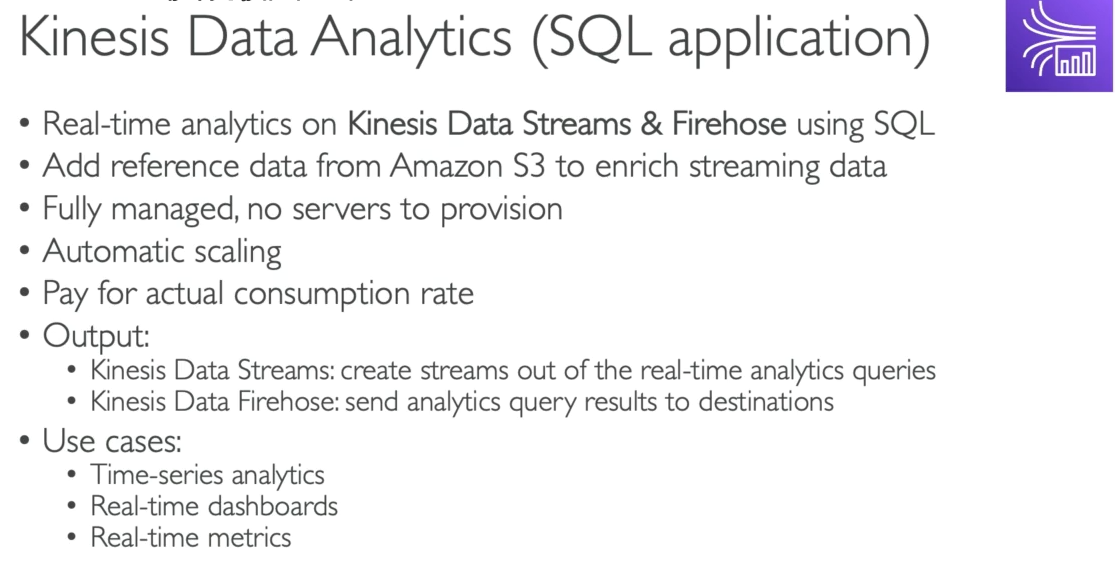 Kinesis Data Analytics (SQL application)
• Real-time analytics on Kinesis Data Streams & Firehose using SQL
• Add reference data from Amazon S3 to enrich streaming data
• Fully managed, no servers to provision
• Automatic scaling
• Pay for actual consumption rate
• Output:
• Kinesis Data Streams: create streams out of the real-time analytics queries
• Kinesis Data Firehose: send analytics query results to destinations
• Use cases:
• Time-series analytics
• Real-time dashboards
• Real-time metrics